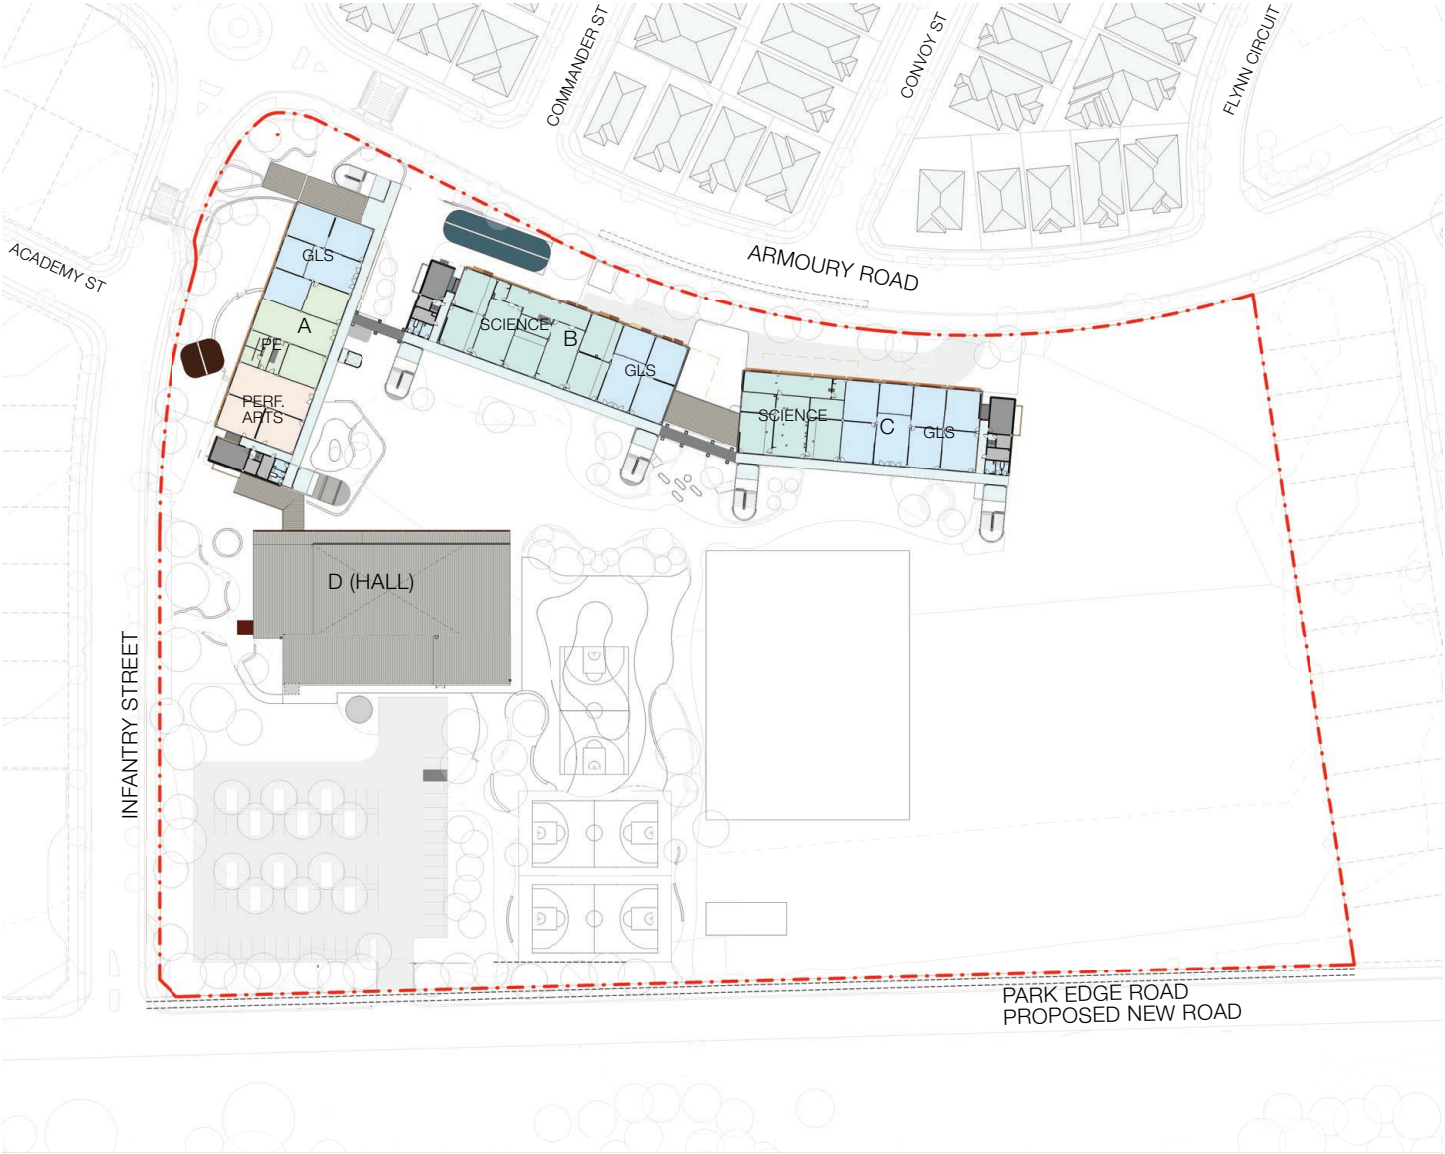 COMMANDER ST
CONVOY ST
FLYNN CIRCUIT
ACADEMY ST
ARMOURY ROAD
GLS
A
PE
PERF.
ARTS
SCIENCE
B
GLS
SCIENCE
C
GLS
D (HALL)
INFANTRY STREET
PARK EDGE ROAD
PROPOSED NEW ROAD